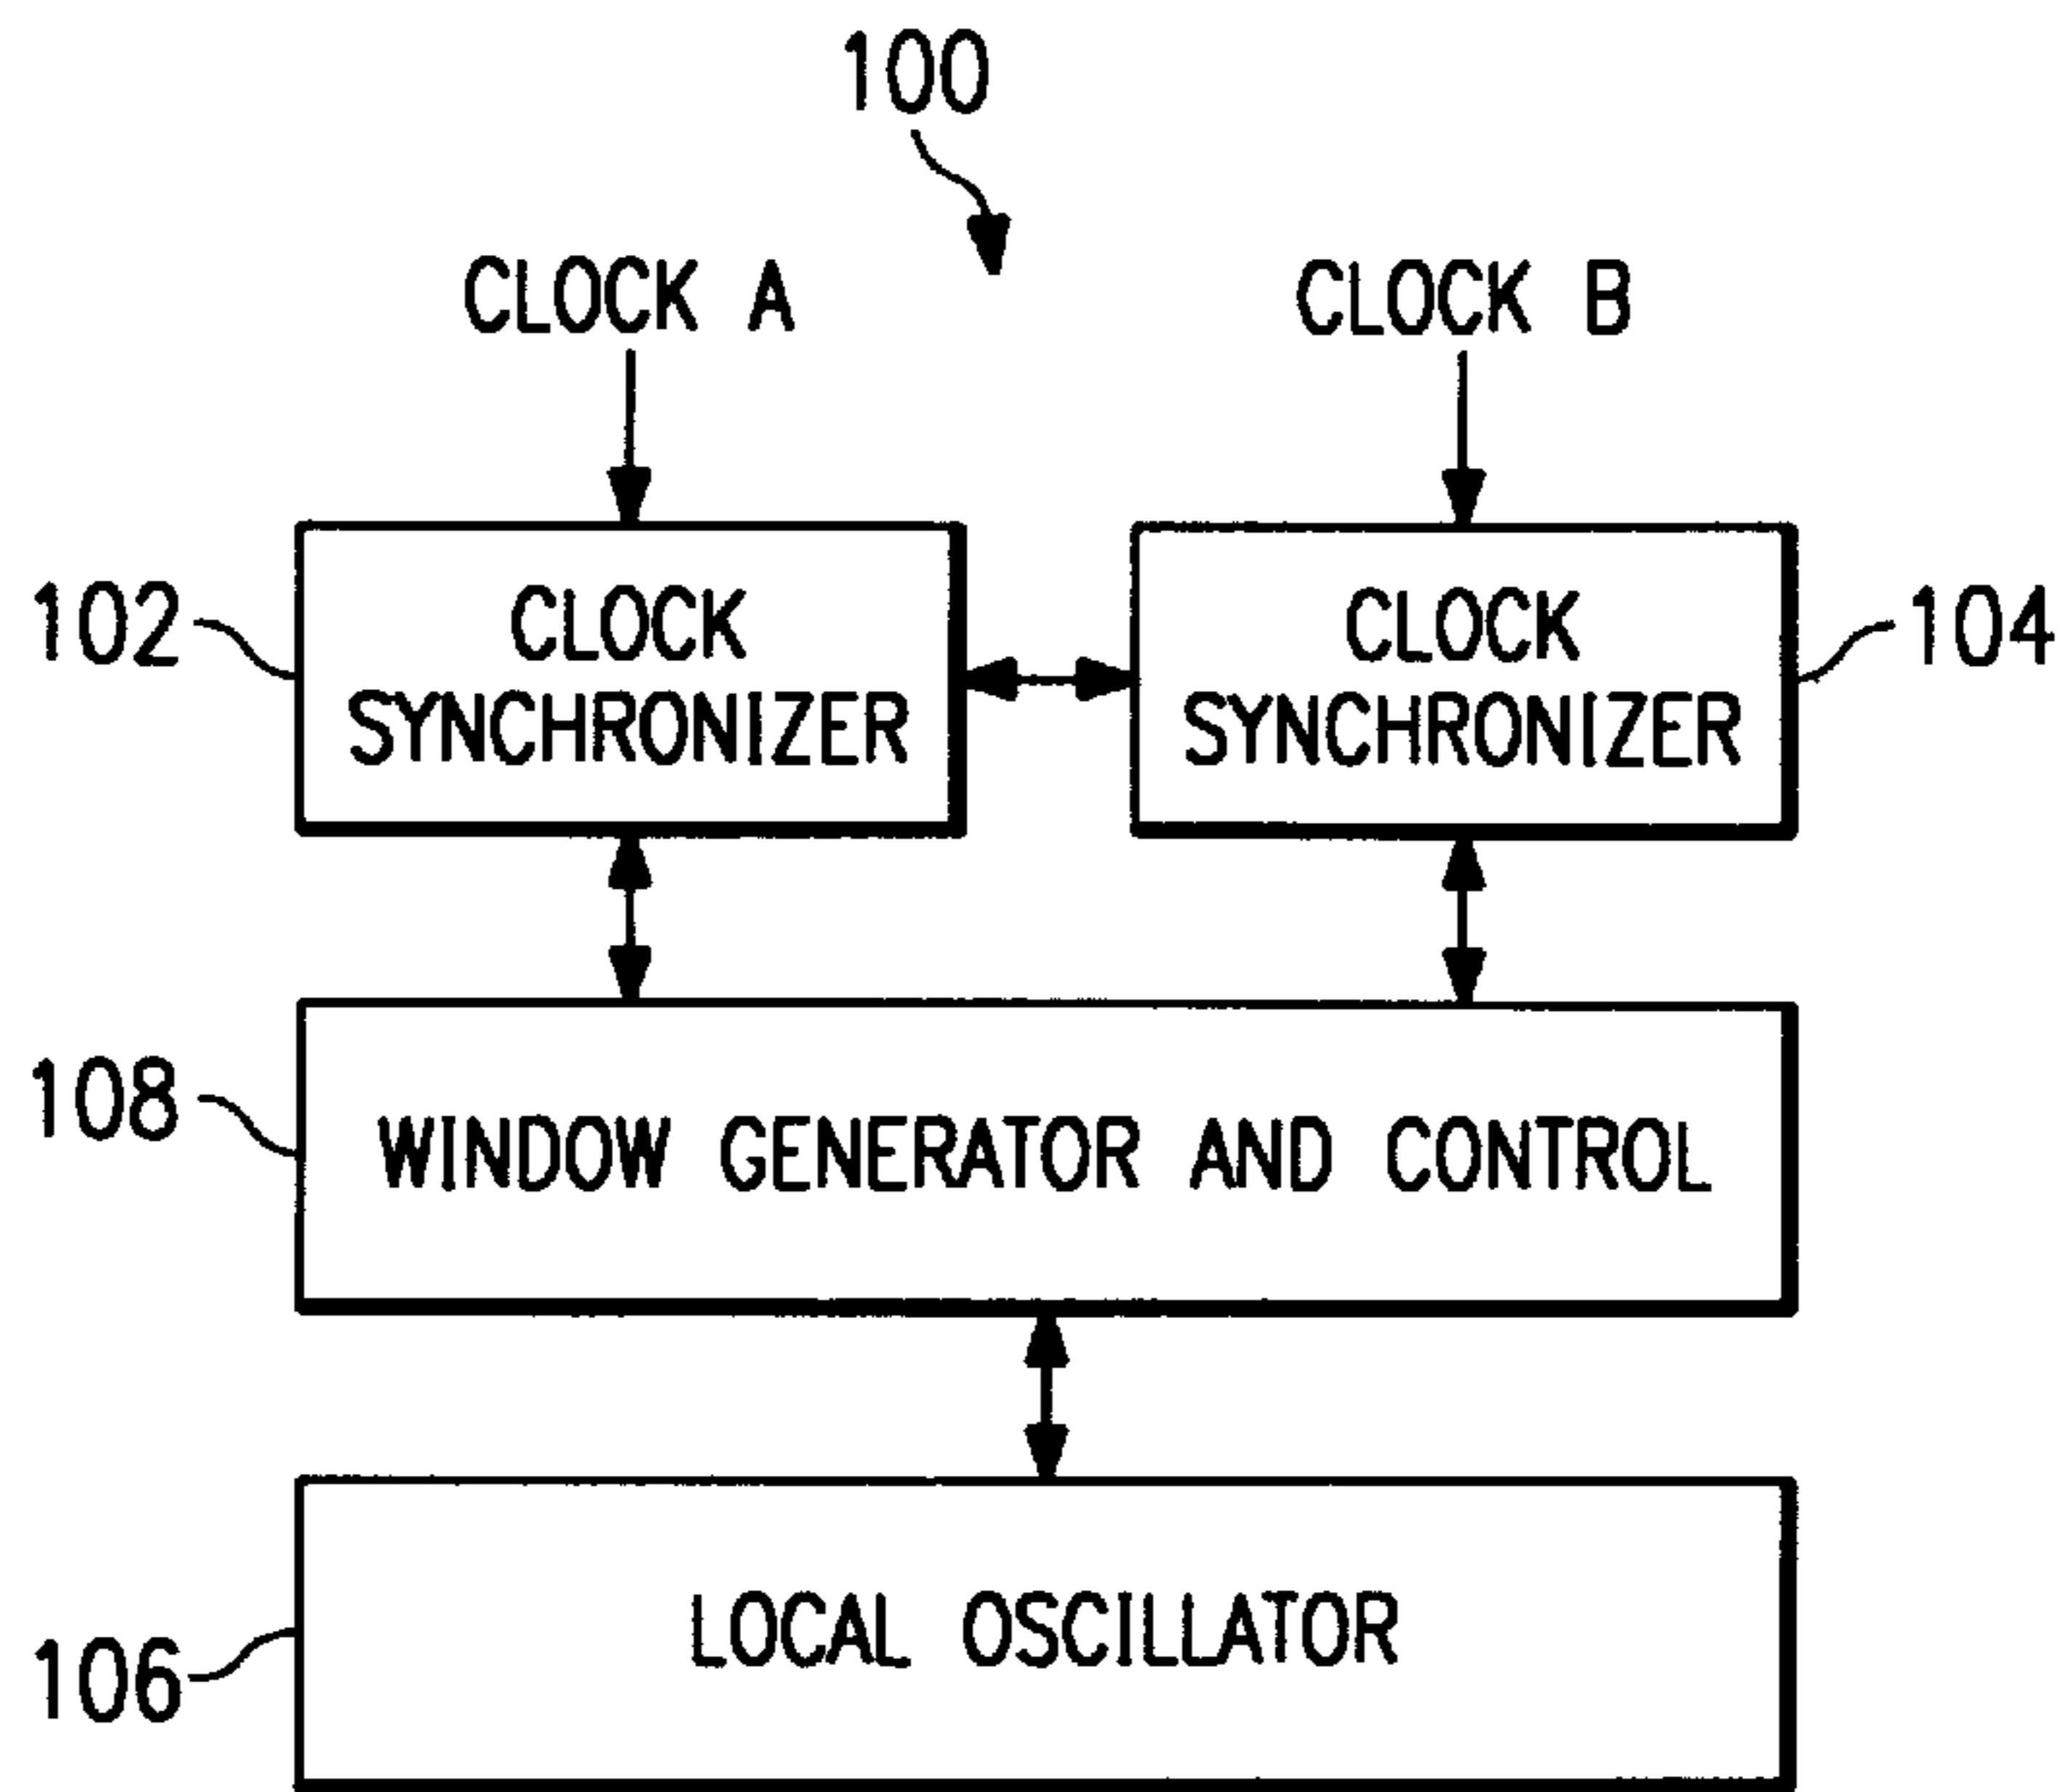 100
CLOCK A
CLOCK B
102
CLOCK
SYNCHRONIZER
CLOCK
SYNCHRONIZER
104
108
WINDOW GENERATOR AND CONTROL
106
LOCAL OSCILLATOR